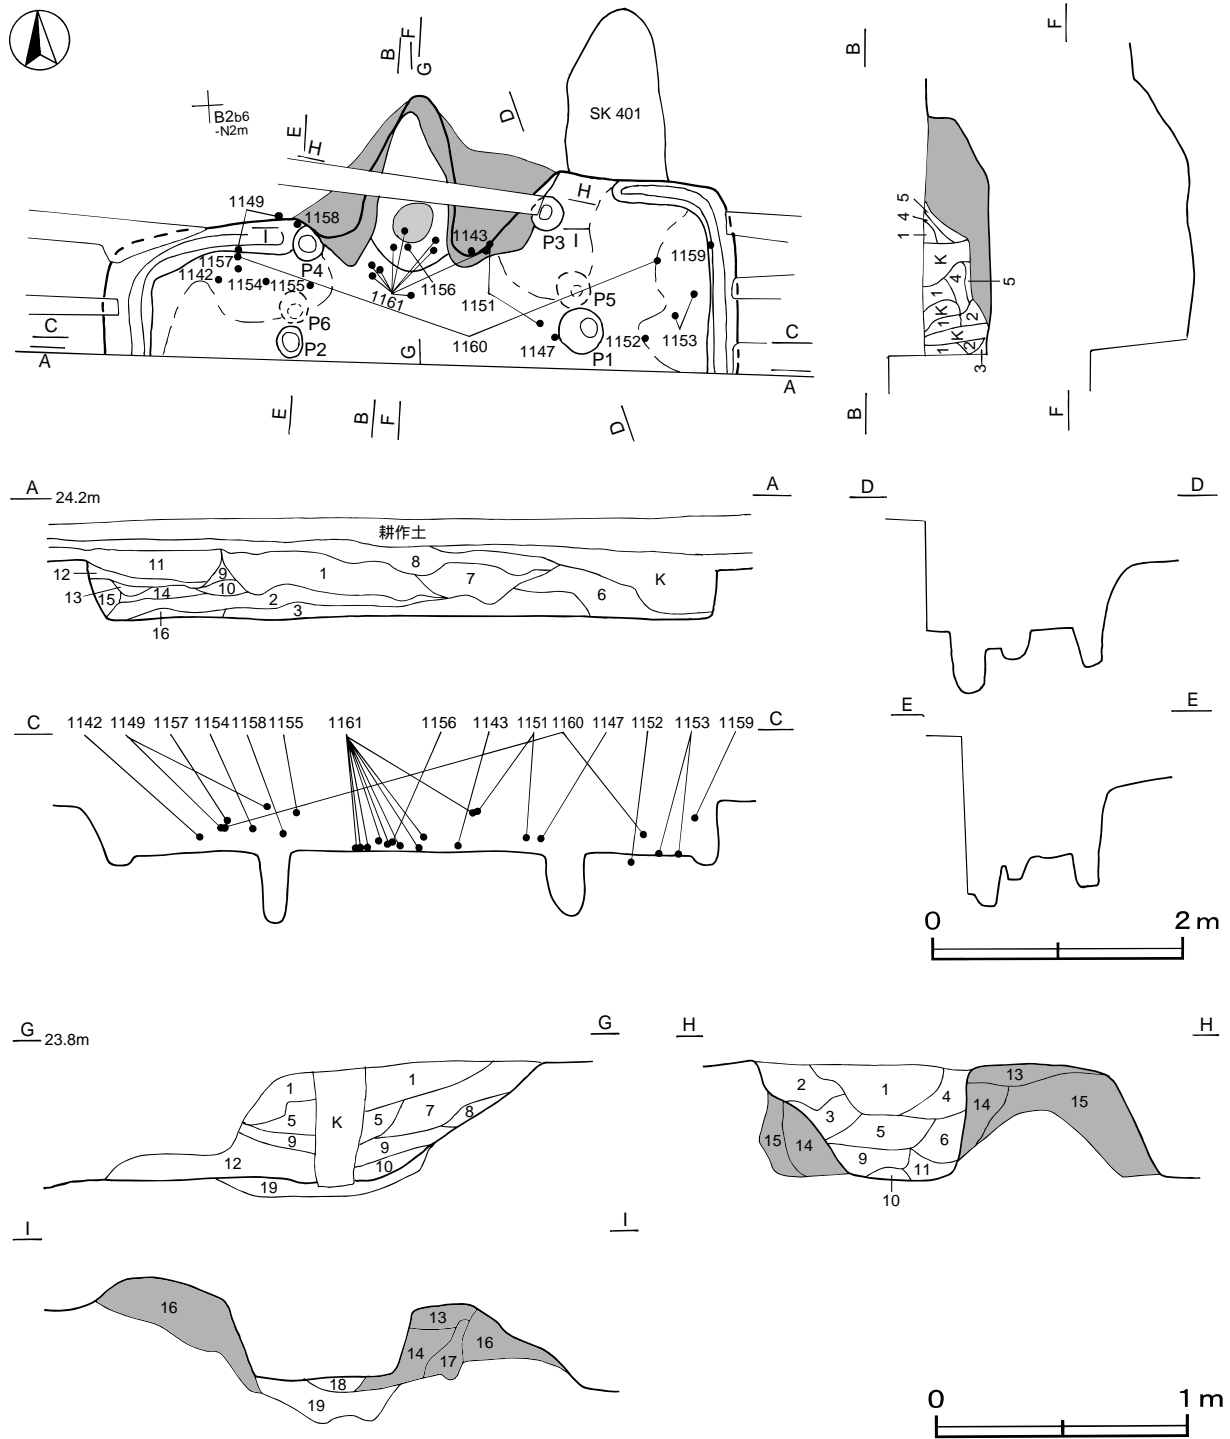 F
B
G
F
B
D
E
H
SK 401
B2b6
-N2m
H
1149
1158
I
P3
I
1143
1159
1157
P4
1142
1154
1155
1156
1161
1151
P5
P6
C
1160
1147
P1
1152
1153
C
A
P2
G
A
E
B
F
D
B
F
5
4
1
K
4
5
1
2
K
1
2
1
3
A 24.2m
A
D
D
耕作土
11
8
12
9
1
7
K
13
15
14
10
2
6
3
16
C
1142 1149 1157 1154 1158 1155 1161 1156 1143 1151 1160 1147 1152 1153 1159
C
E
E
0 2 m
G 23.8m
G
H
H
1
1
K
5
5
7
8
9
9
12
10
19
2
1
13
4
14
15
3
5
15
14
6
9
11
10
I
I
16
13
14
17
16
18
19
0 1 m